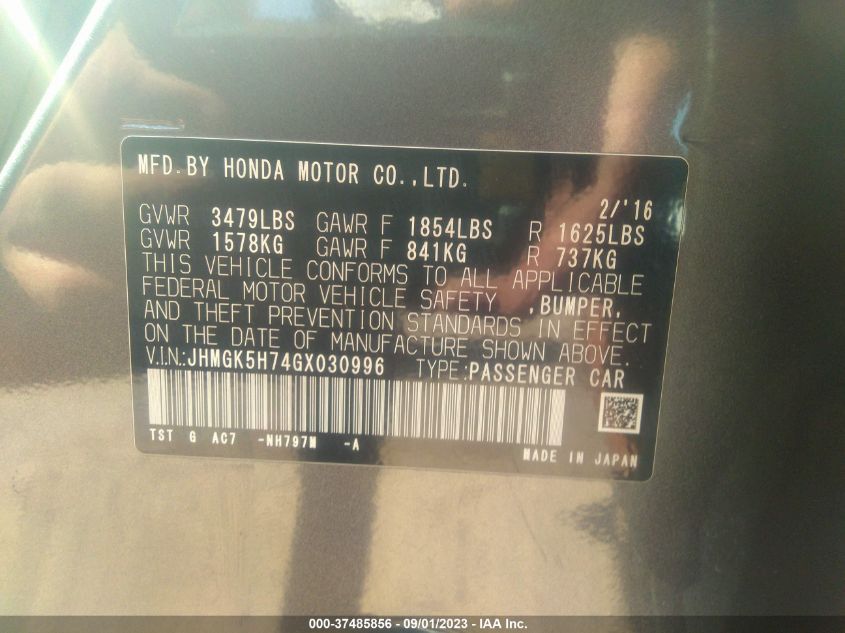 MFD.BY HONDA MOTOR CO.,LTD.
2/'16
GVWR 3479LBS GAWR F 1854LBS R 1625LBS
GVWR 1578KG GAWR F 841KG R 737KG
THIS VEHICLE CONFORMS TO ALL APPLICABLE
FEDERAL MOTOR VEHICLE SAFETY ,BUMPER,
AND THEFT PREVENTION STANDARDS IN EFFECT
ON THE DATE OF MANUFACTURE SHOWN ABOVE.
V.I.N.:JHMGK5H74GX030996 TYPE:PASSENGER CAR
TST G AC7 -NH797M -A
MADE IN JAPAN
000-37485856 - 09/01/2023 - IAA Inc.